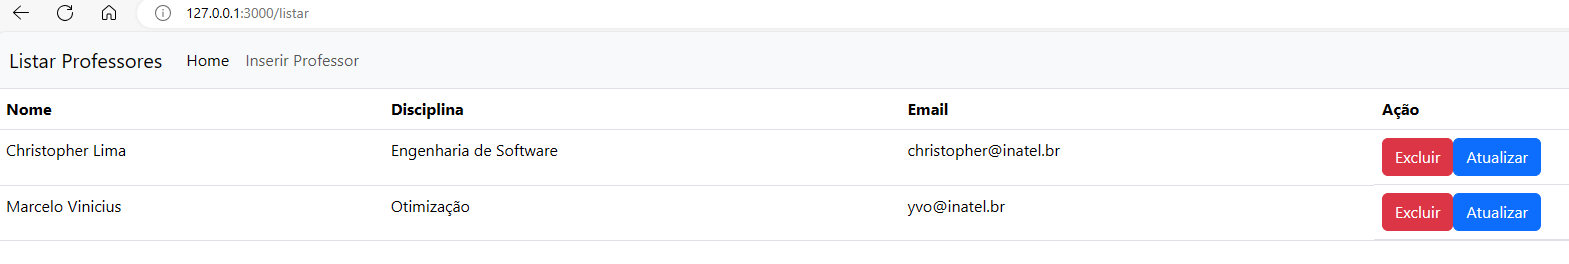 127.0.0.1:3000/listar
Listar Professores Home Inserir Professor
Nome Disciplina Email Ação
Christopher Lima Engenharia de Software christopher@inatel.br Excluir Atualizar
Marcelo Vinicius Otimização yvo@inatel.br Excluir Atualizar